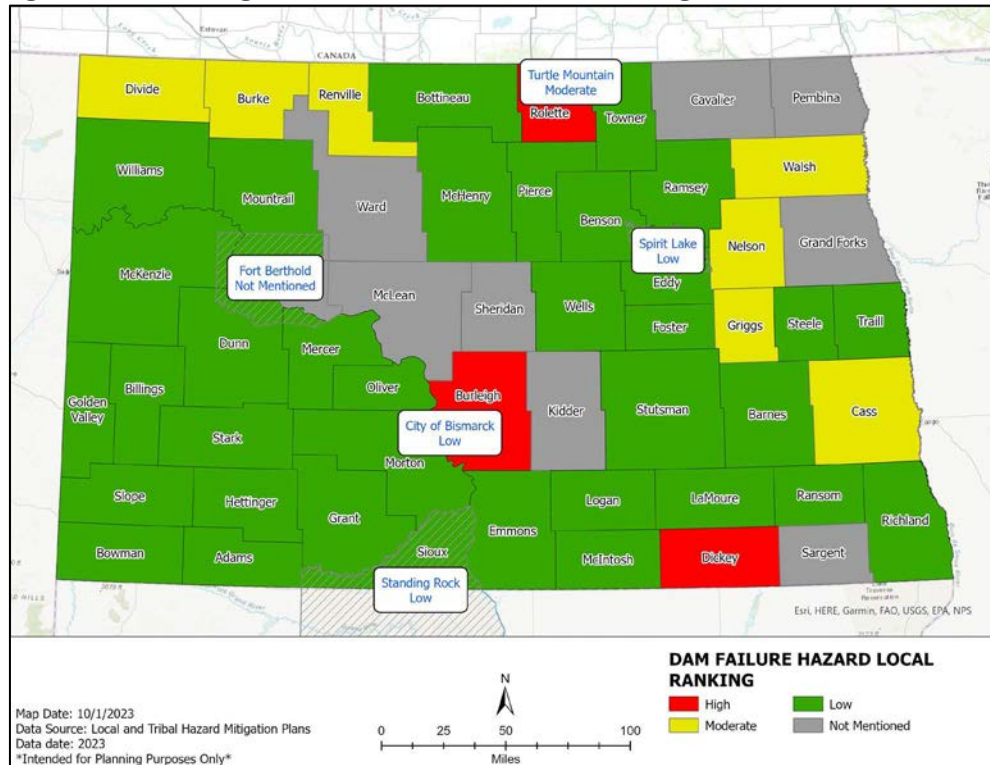 CANADA
Estevan
Divide
Burke
Renville
Bottineau
Turtle Mountain
Moderate
Rolette
Towner
Cavalier
Pembina
Williams
Mountrail
Ward
McHenry
Pierce
Benson
Ramsey
Walsh
Nelson
Grand Forks
Spirit Lake
Low
Eddy
McKenzie
Fort Berthold
Not Mentioned
McLean
Sheridan
Wells
Foster
Griggs
Steele
Traill
Dunn
Mercer
Oliver
Burleigh
Kidder
Stutsman
Barnes
Cass
Golden
Valley
Billings
Stark
City of Bismarck
Low
Morton
Slope
Hettinger
Grant
Sioux
Emmons
Logan
LaMoure
Ransom
Richland
Bowman
Adams
McIntosh
Dickey
Sargent
Standing Rock
Low
Esri, HERE, Garmin, FAO, USGS, EPA, NPS
DAM FAILURE HAZARD LOCAL
RANKING
High
Low
Moderate
Not Mentioned
N
0 25 50 100
Miles
Map Date: 10/1/2023
Data Source: Local and Tribal Hazard Mitigation Plans
Data date: 2023
*Intended for Planning Purposes Only*